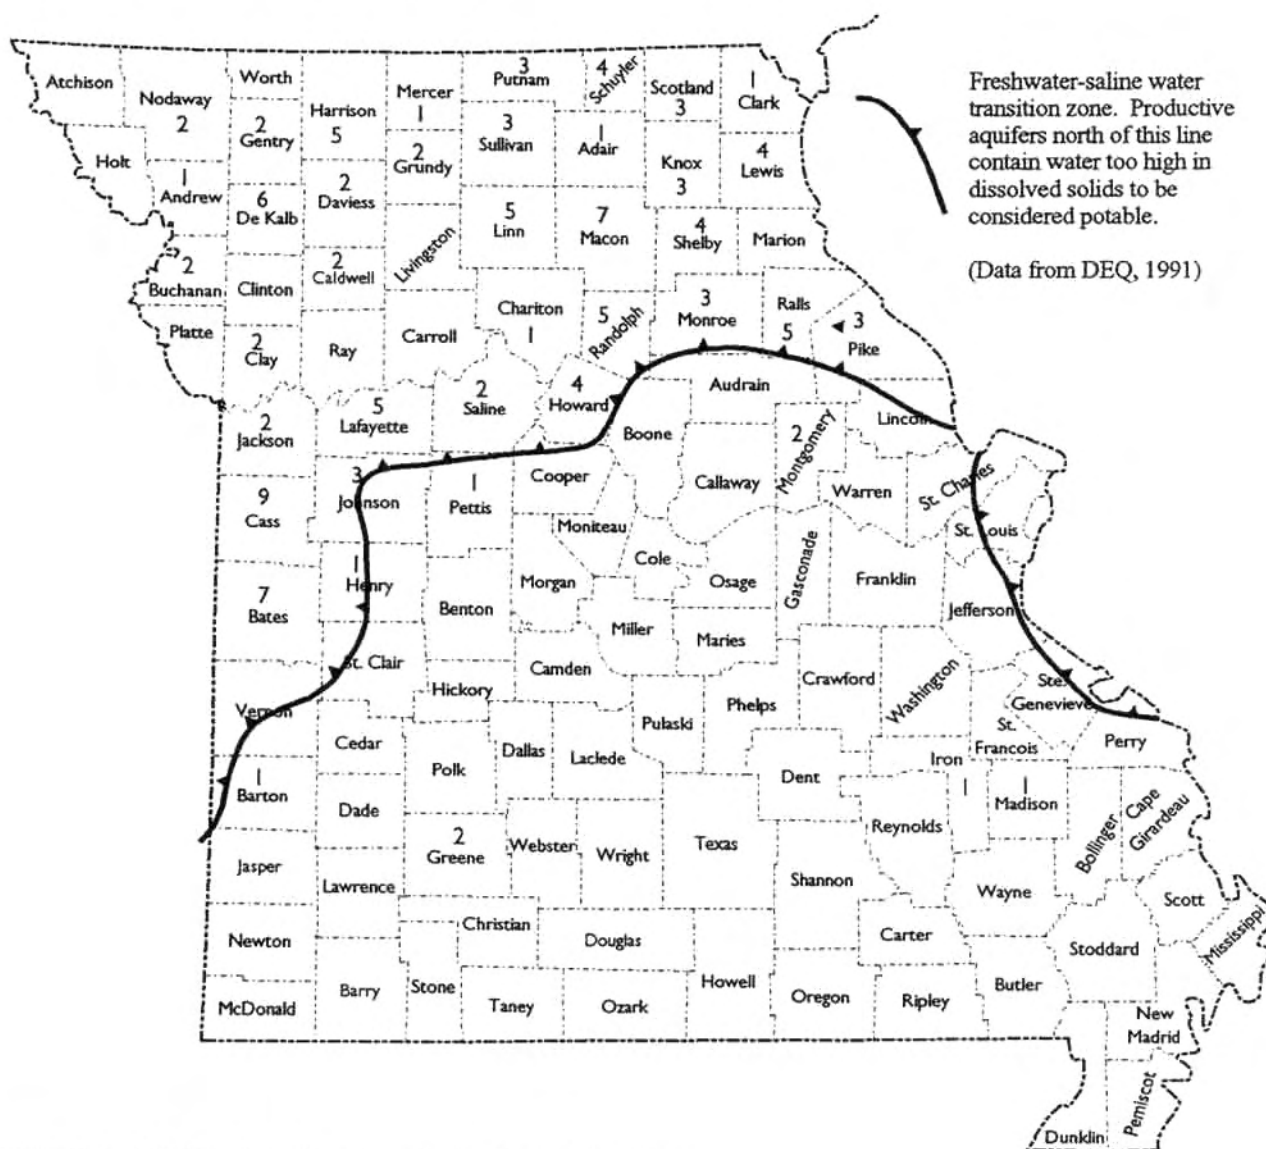 Freshwater-saline water
transition zone. Productive
aquifers north of this line
contain water too high in
dissolved solids to be
considered potable.
(Data from DEQ, 1991)
Atchison
Nodaway
2
Worth
Harrison
5
Mercer
1
3
Putnam
4
Schuyler
Scotland
3
1
Clark
Holt
1
Andrew
2
Gentry
2
Grundy
3
Sullivan
1
Adair
Knox
3
4
Lewis
6
De Kalb
2
Daviess
Livingston
5
Linn
7
Macon
4
Shelby
Marion
2
Buchanan
Clinton
2
Caldwell
Platte
2
Clay
Ray
Carroll
Chariton
1
5
Randolph
3
Monroe
Ralls
5
3
Pike
2
Jackson
5
Lafayette
2
Saline
4
Howard
Boone
Audrain
2
Montgomery
Lincoln
9
Cass
3
Johnson
1
Pettis
Cooper
Moniteau
Callaway
Warren
St. Charles
St. Louis
7
Bates
1
Henry
Benton
Morgan
Cole
Osage
Gasconade
Franklin
Jefferson
Miller
Maries
St. Clair
Hickory
Camden
Crawford
Washington
Ste.
Genevieve
Vernon
Cedar
Polk
Dallas
Laclede
Pulaski
Phelps
Dent
Iron
1
St.
Francois
Perry
1
Barton
Dade
2
Greene
Webster
Wright
Texas
Reynolds
1
Madison
Bollinger
Cape
Girardeau
Jasper
Lawrence
Shannon
Wayne
Scott
Mississippi
Newton
Christian
Douglas
Carter
Stoddard
McDonald
Barry
Stone
Taney
Ozark
Howell
Oregon
Ripley
Butler
New
Madrid
Dunklin
Pemiscot